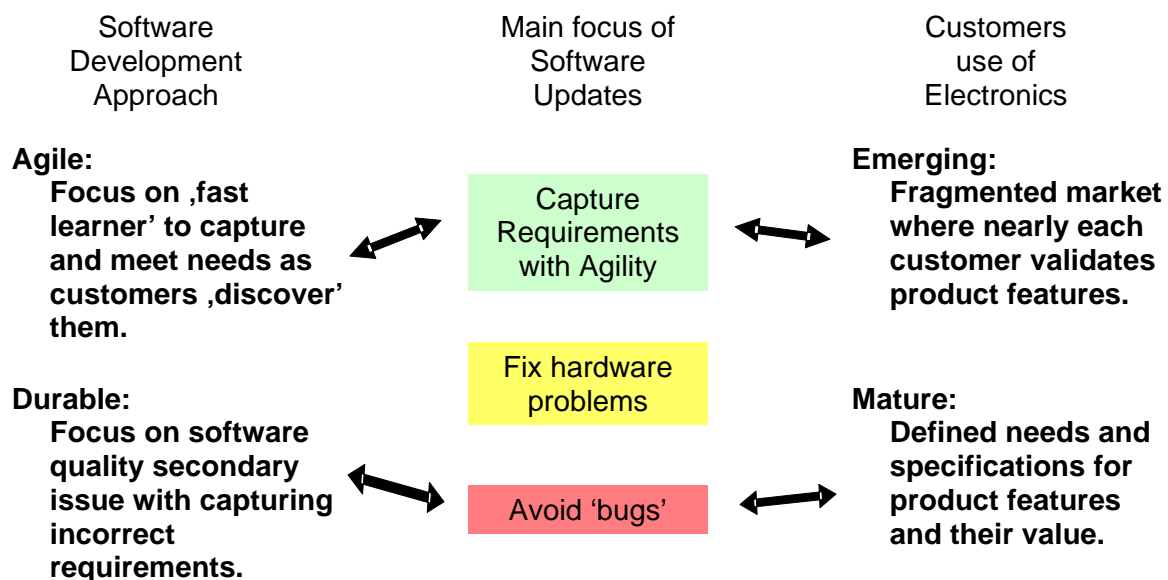 Software
Development
Approach
Main focus of
Software
Updates
Customers
use of
Electronics
Agile:
Focus on ‚fast
learner’ to capture
and meet needs as
customers ‚discover’
them.
Capture
Requirements
with Agility
Emerging:
Fragmented market
where nearly each
customer validates
product features.
Fix hardware
problems
Durable:
Focus on software
quality secondary
issue with capturing
incorrect
requirements.
Avoid ‘bugs’
Mature:
Defined needs and
specifications for
product features
and their value.